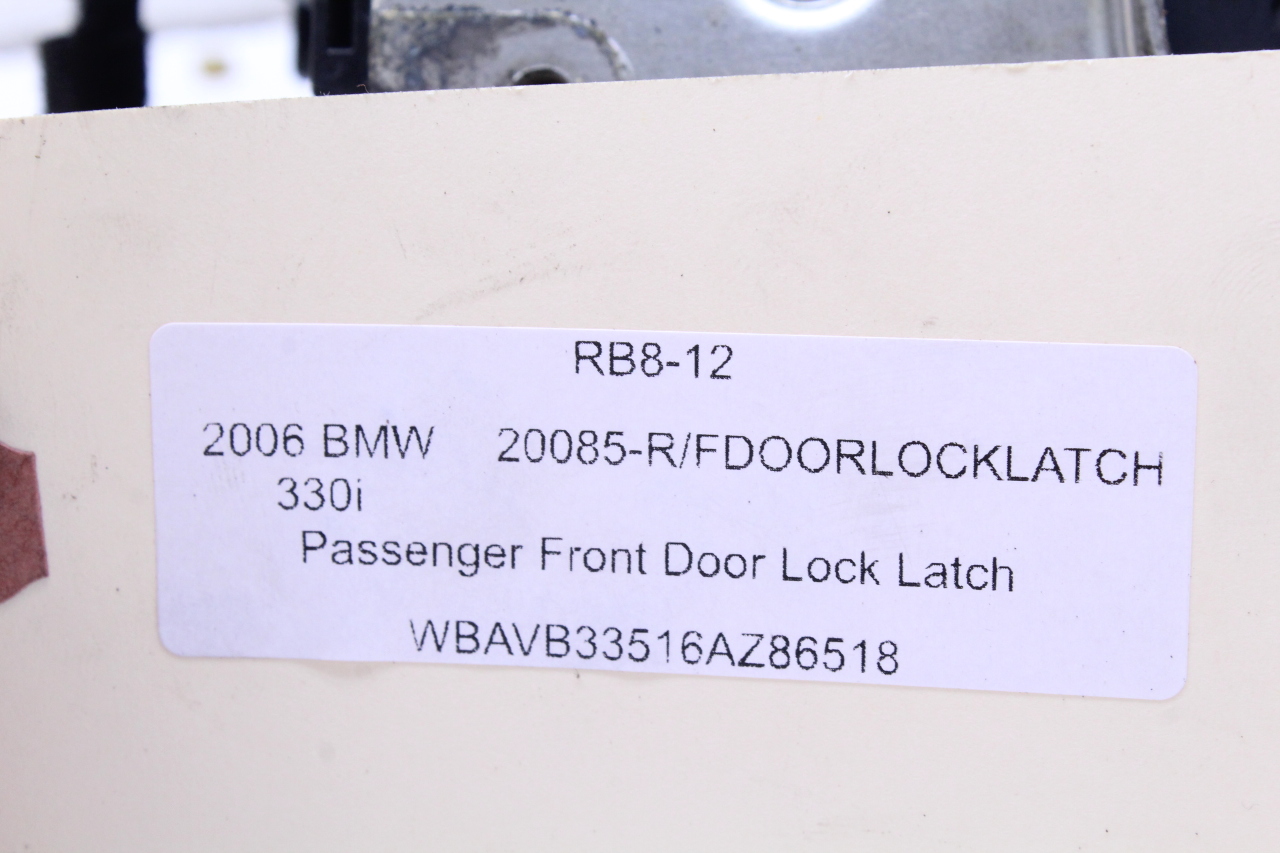 RB8-12
2006 BMW 20085-R/FDOORLOCKLATCH
330i
Passenger Front Door Lock Latch
WBAVB33516AZ86518